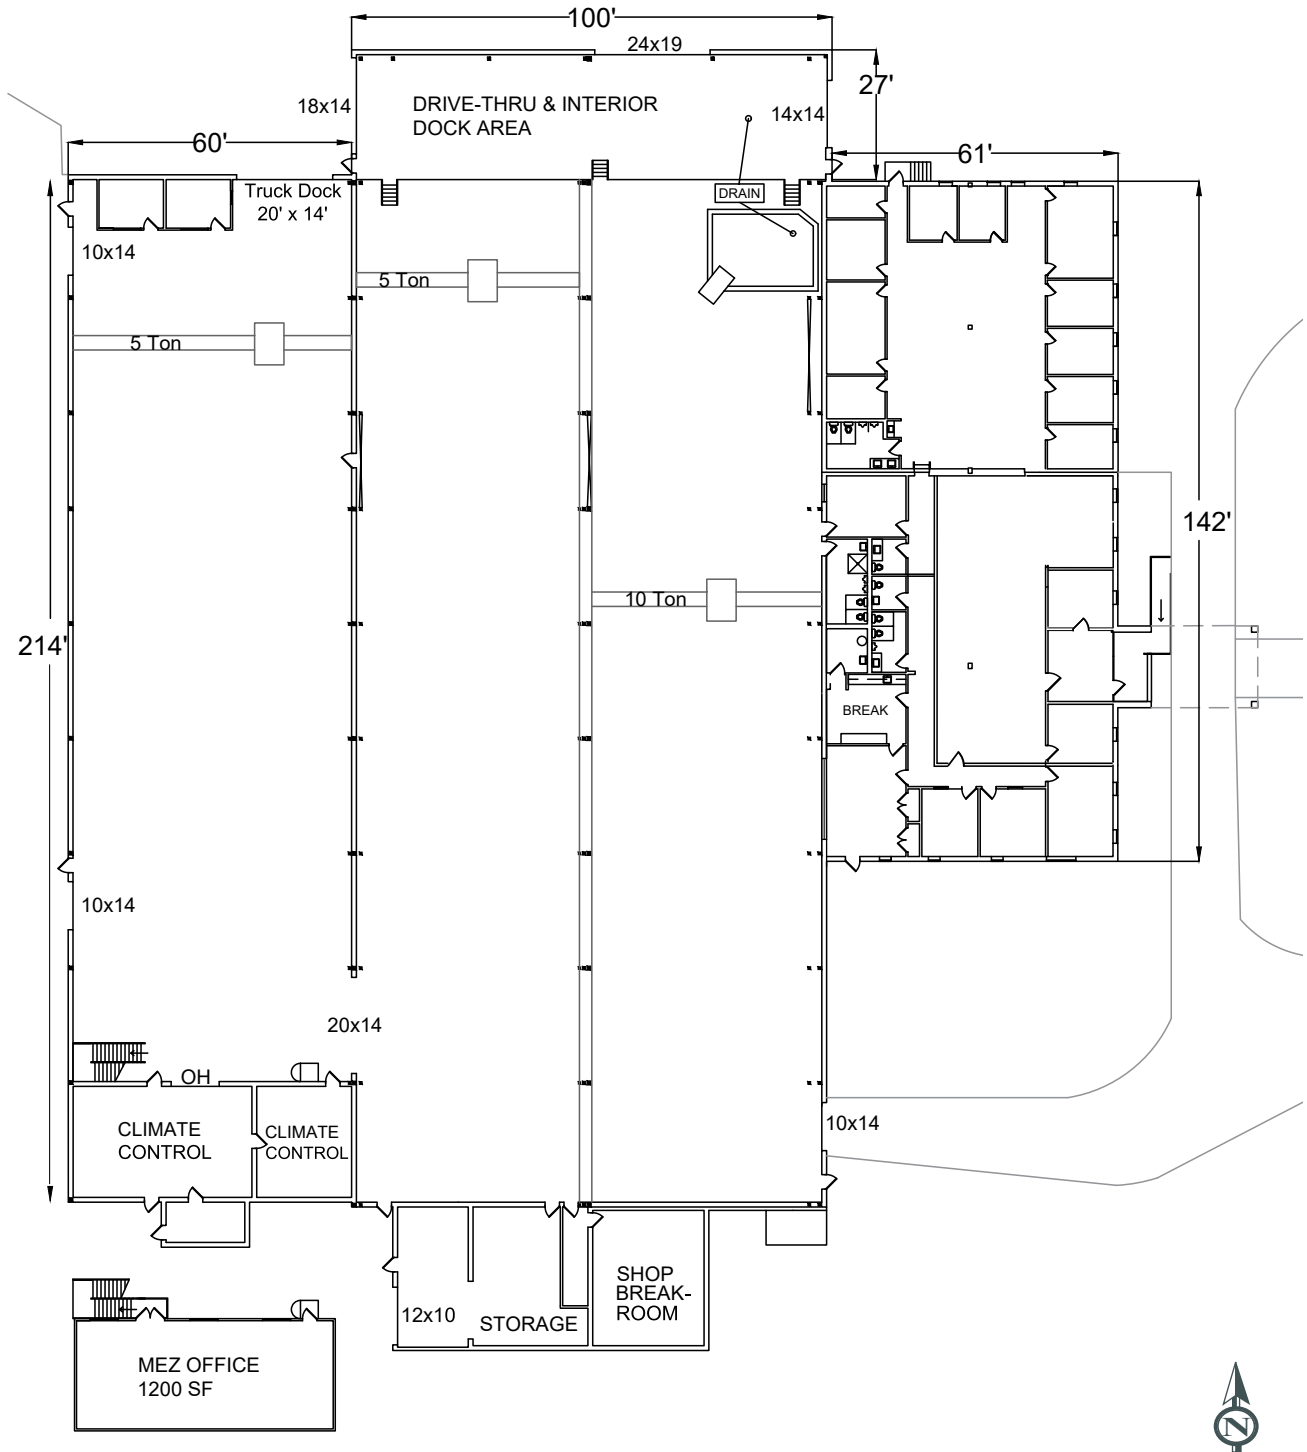 100'
24x19
27'
18x14
DRIVE-THRU & INTERIOR
DOCK AREA
14x14
60'
61'
Truck Dock
20' x 14'
DRAIN
10x14
5 Ton
5 Ton
142'
10 Ton
214'
BREAK
10x14
20x14
OH
CLIMATE
CONTROL
CLIMATE
CONTROL
10x14
SHOP
BREAK-
ROOM
12x10
STORAGE
MEZ OFFICE
1200 SF
N